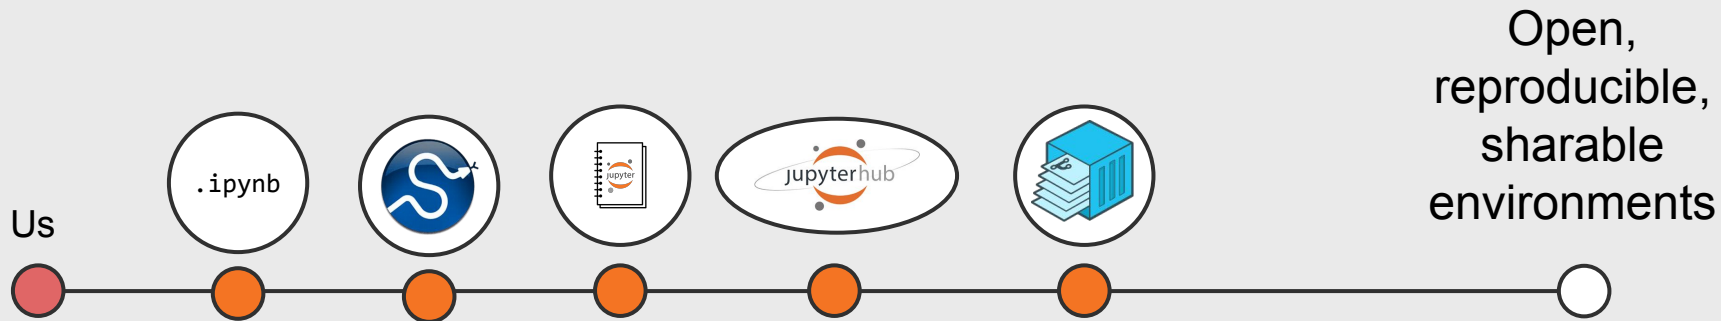 Open,
reproducible,
sharable
environments
.ipynb
jupyter
jupyterhub
Us